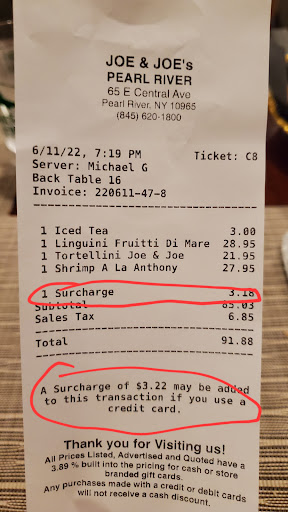 JOE & JOE's
PEARL RIVER
65 E Central Ave
Pearl River, NY 10965
(845) 620-1800
6/11/22, 7:19 PM Ticket: C8
Server: Michael G
Back Table 16
Invoice: 220611-47-8
1 Iced Tea 3.00
1 Linguini Fruitti Di Mare 28.95
1 Tortellini Joe & Joe 21.95
1 Shrimp A La Anthony 27.95
1 Surcharge 3.18
Subtotal 85.03
Sales Tax 6.85
Total 91.88
A Surcharge of $3.22 may be added
to this transaction if you use a
credit card.
Thank you for Visiting us!
All Prices Listed, Advertised and Quoted have a
3.89 % built into the pricing for cash or store
branded gift cards.
Any purchases made with a credit or debit cards
will not receive a cash discount.